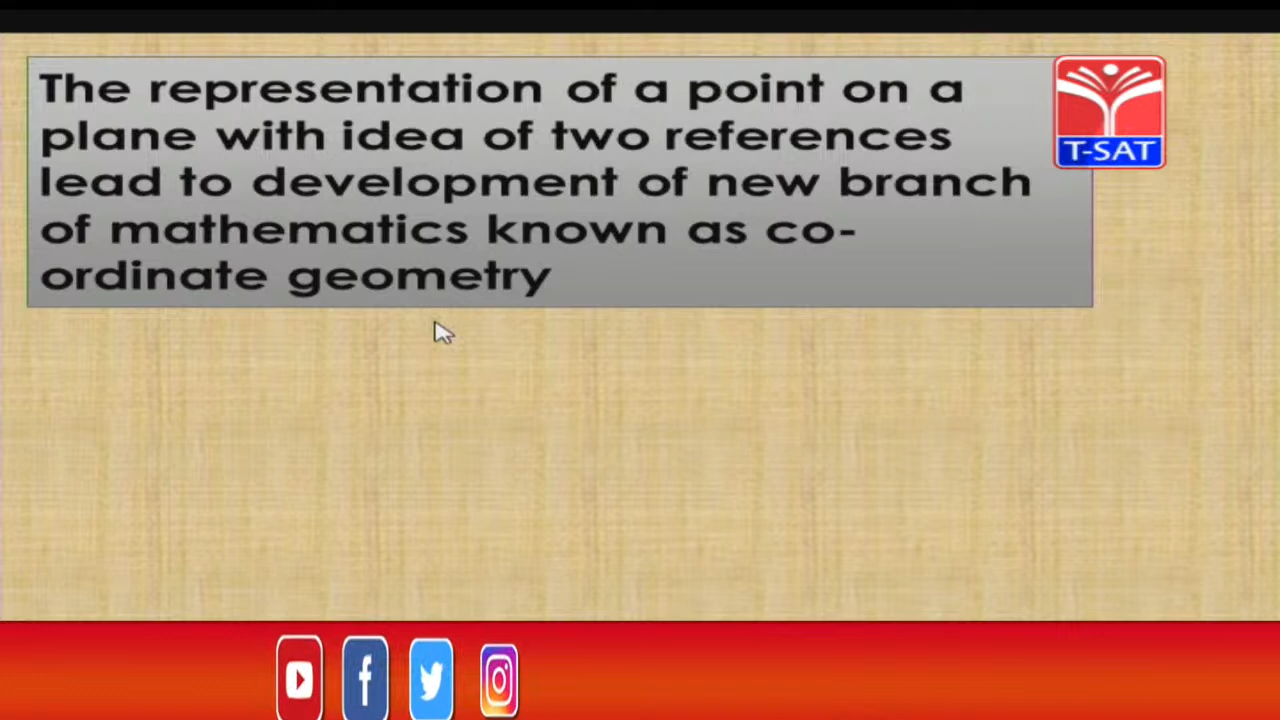 The representation of a point on a
plane with idea of two references
lead to development of new branch
of mathematics known as co-
ordinate geometry
T-SAT